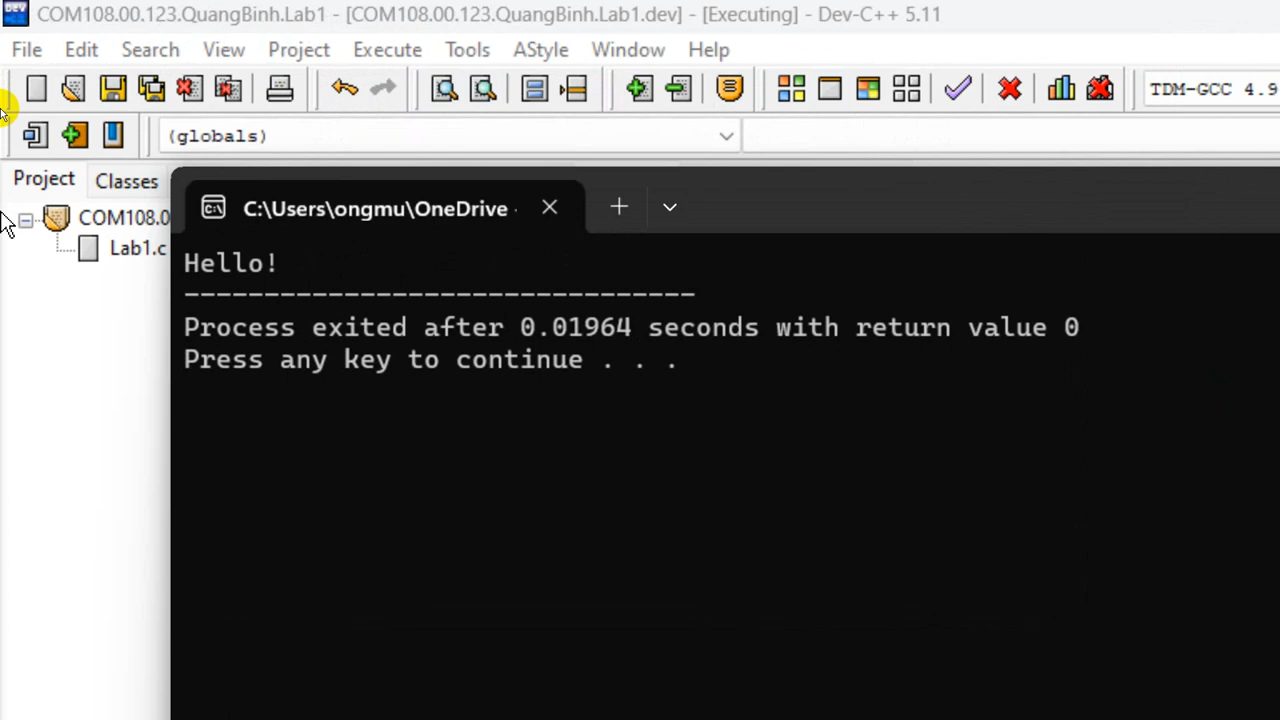 COM108.00.123.QuangBinh.Lab1 - [COM108.0.123.QuangBinh.Lab1.dev] - [Executing] - Dev-C++ 5.11
File Edit Search View Project Execute Tools AStyle Window Help
TDM-GCC 4.9
(globals)
Project Classes
COM108.0
Lab1.c
C:\Users\ongmu\OneDrive
Hello!
--------------------------------
Process exited after 0.01964 seconds with return value 0
Press any key to continue . . .